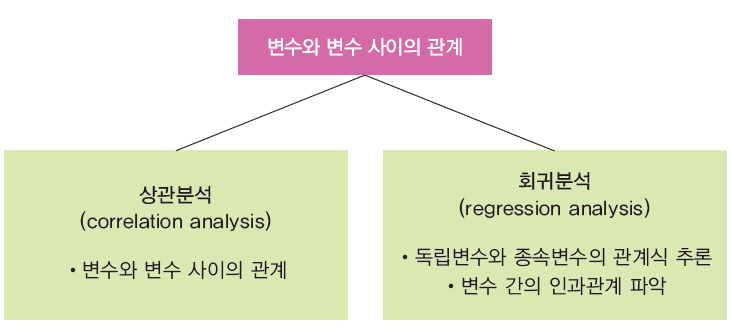 변수와 변수 사이의 관계
상관분석
(correlation analysis)
• 변수와 변수 사이의 관계
회귀분석
(regression analysis)
• 독립변수와 종속변수의 관계식 추론
• 변수 간의 인과관계 파악